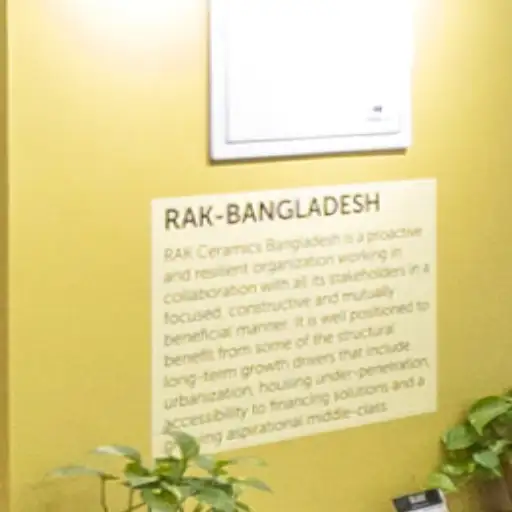 RAK-BANGLADESH
RAK Ceramics Bangladesh is a proactive
and resilient organization working in
collaboration with all its stakeholders in a
focused, constructive and mutually
beneficial manner. It is well positioned to
benefit from some of the structural
long-term growth drivers that include
urbanization, housing under-penetration,
accessibility to financing solutions and a
aspirational middle-class